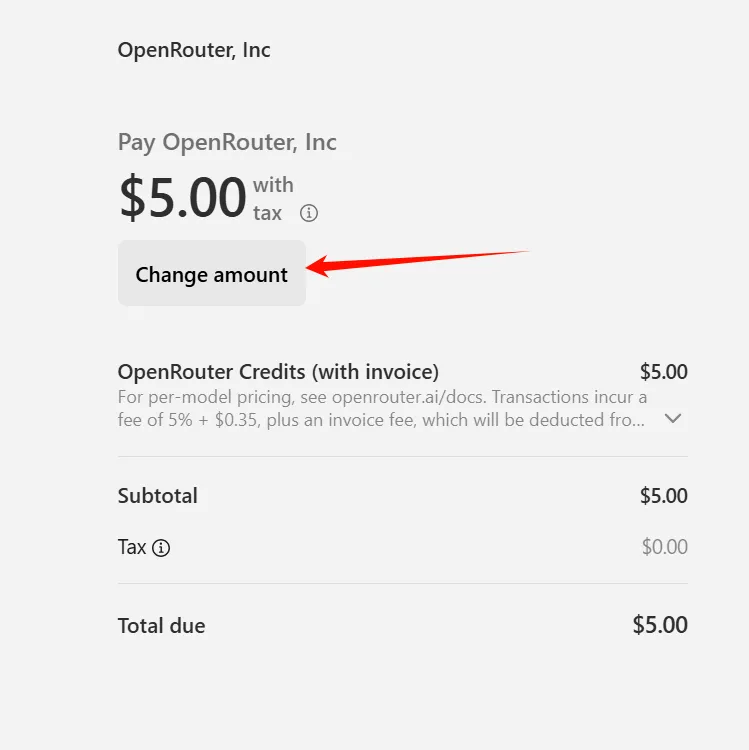 OpenRouter, Inc
Pay OpenRouter, Inc
$5.00 with
tax
Change amount
OpenRouter Credits (with invoice) $5.00
For per-model pricing, see openrouter.ai/docs. Transactions incur a
fee of 5% + $0.35, plus an invoice fee, which will be deducted fro...
Subtotal $5.00
Tax $0.00
Total due $5.00